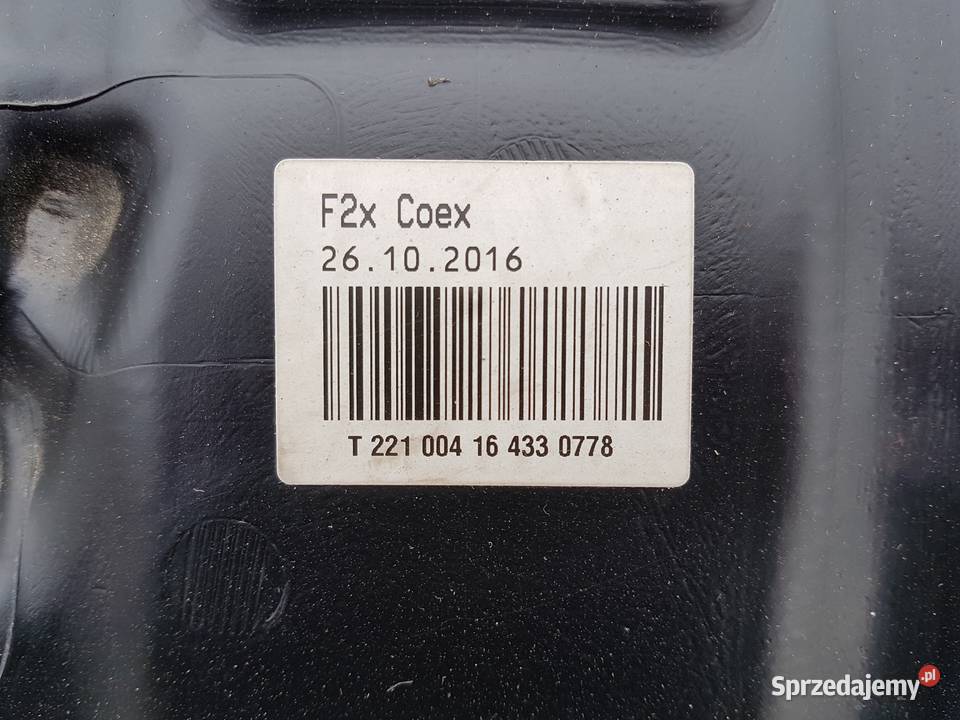 F2x Coex
26.10.2016
T 221 004 16 433 0778
Sprzedajemy.pl